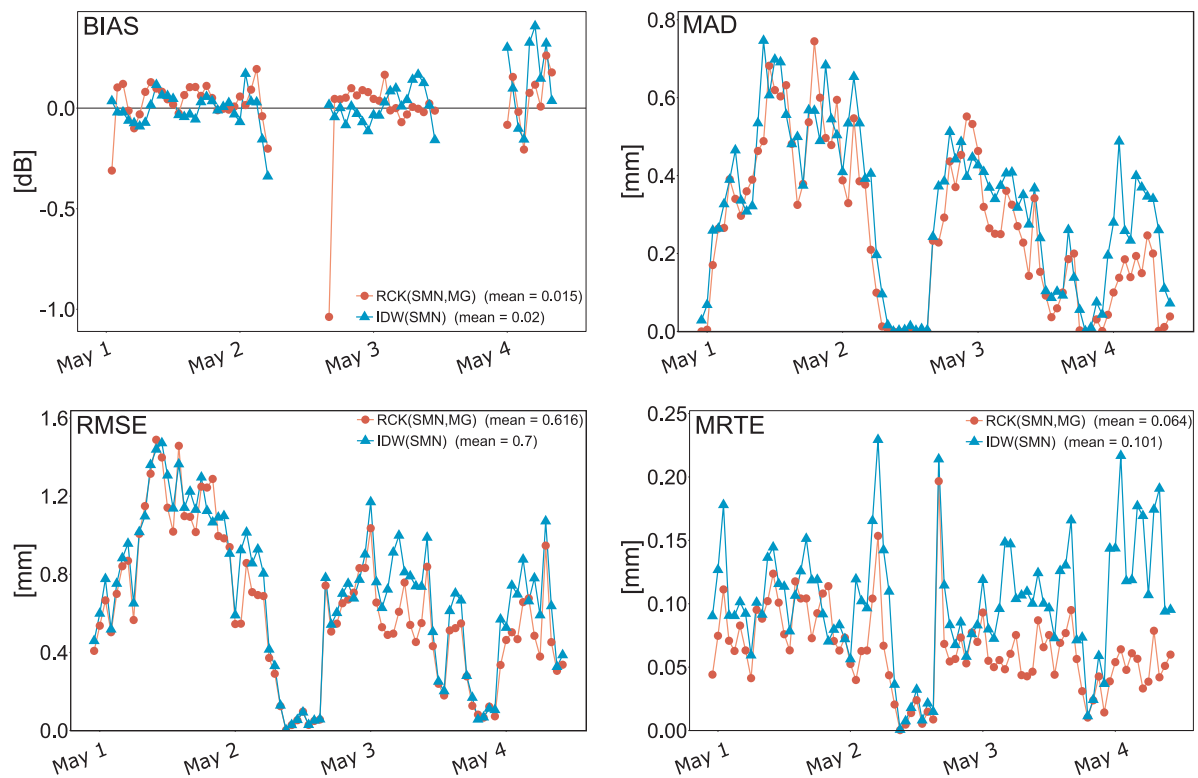 BIAS
0.0
-0.5
-1.0
[dB]
RCK(SMN,MG) (mean = 0.015)
IDW(SMN) (mean = 0.02)
May 1
May 2
May 3
May 4
MAD
0.8
0.6
0.4
0.2
0.0
[mm]
May 1
May 2
May 3
May 4
RMSE
1.6
1.2
0.8
0.4
0.0
[mm]
RCK(SMN,MG) (mean = 0.616)
IDW(SMN) (mean = 0.7)
May 1
May 2
May 3
May 4
MRTE
0.25
0.20
0.15
0.10
0.05
0.00
RCK(SMN,MG) (mean = 0.064)
IDW(SMN) (mean = 0.101)
May 1
May 2
May 3
May 4